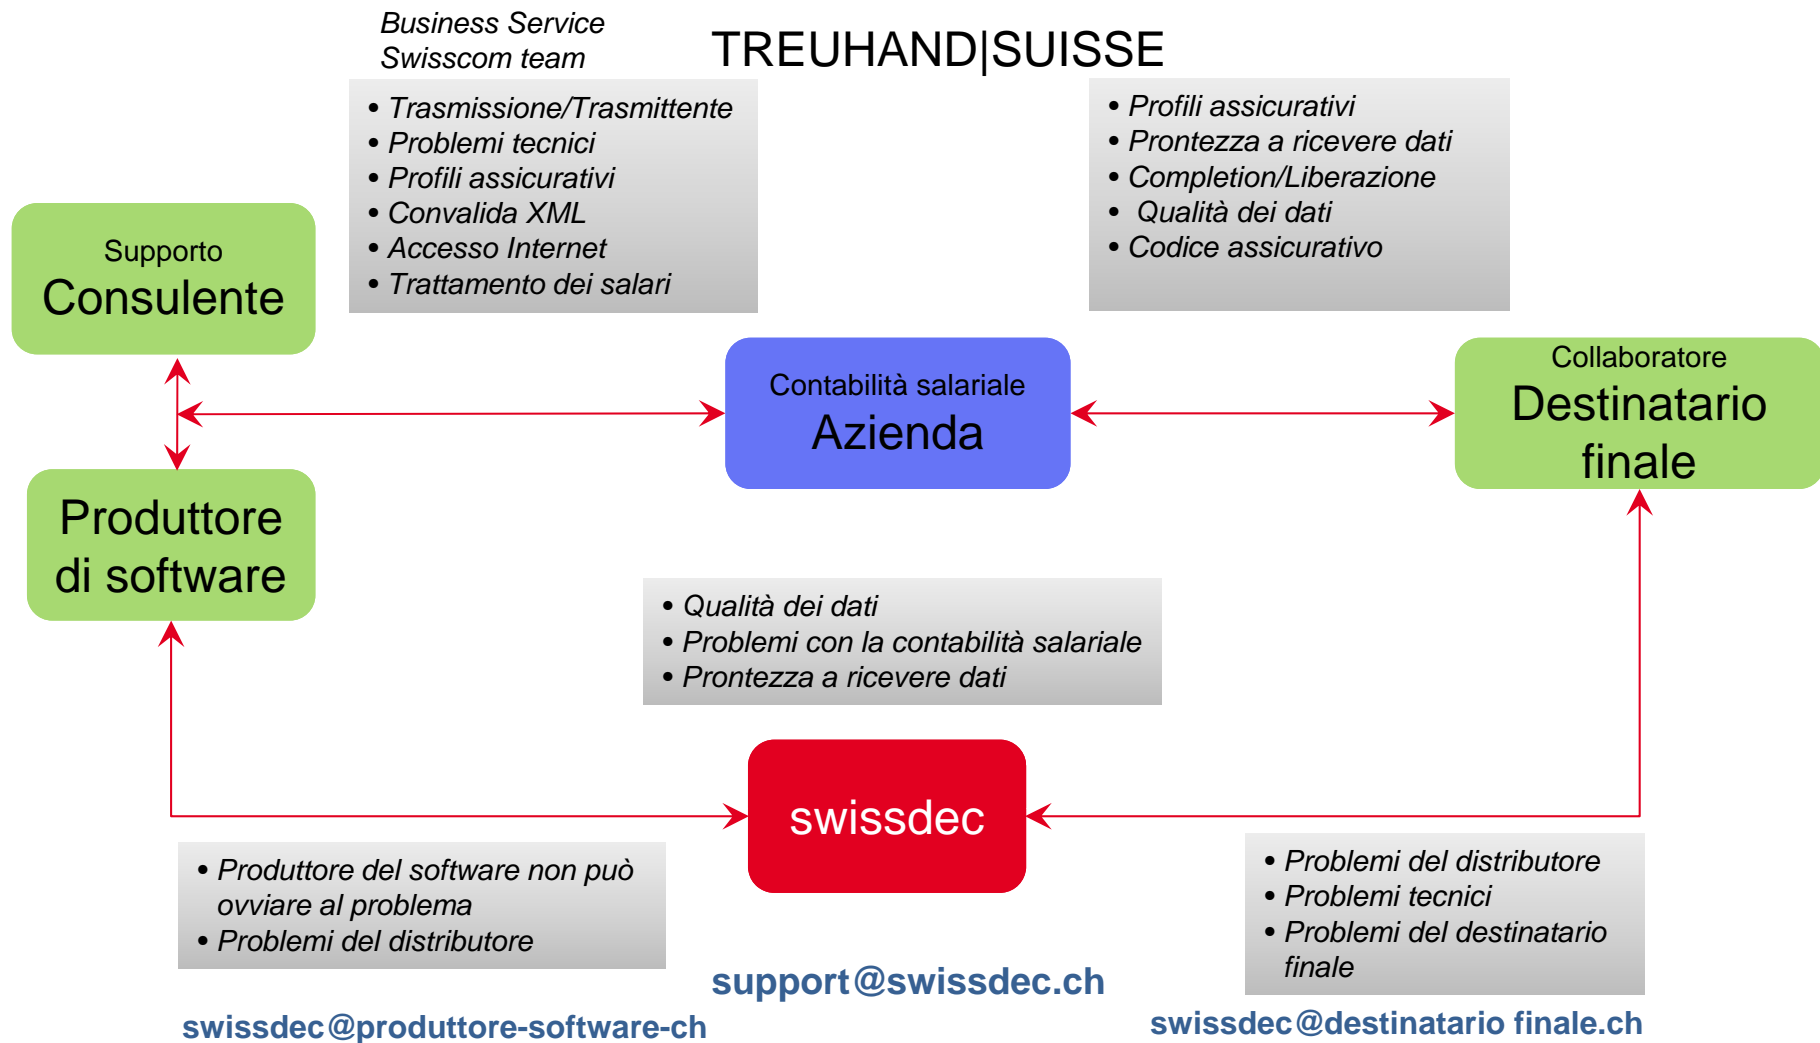 Business Service
Swisscom team
TREUHAND|SUISSE
• Trasmissione/Trasmittente
• Problemi tecnici
• Profili assicurativi
• Convalida XML
• Accesso Internet
• Trattamento dei salari
• Profili assicurativi
• Prontezza a ricevere dati
• Completion/Liberazione
• Qualità dei dati
• Codice assicurativo
Supporto
Consulente
Contabilità salariale
Azienda
Collaboratore
Destinatario
finale
Produttore
di software
• Qualità dei dati
• Problemi con la contabilità salariale
• Prontezza a ricevere dati
swissdec
• Produttore del software non può
ovviare al problema
• Problemi del distributore
• Problemi del distributore
• Problemi tecnici
• Problemi del destinatario
finale
support@swissdec.ch
swissdec@produttore-software-ch
swissdec@destinatario finale.ch